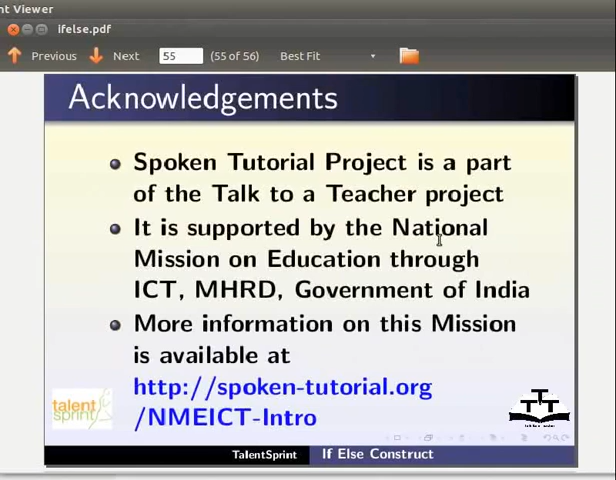 nt Viewer
ifelse.pdf
Previous Next 55 (55 of 56) Best Fit
Acknowledgements
Spoken Tutorial Project is a part
of the Talk to a Teacher project
It is supported by the National
Mission on Education through
ICT, MHRD, Government of India
More information on this Mission
is available at
http://spoken-tutorial.org
/NMEICT-Intro
talent
sprint
TalentSprint If Else Construct